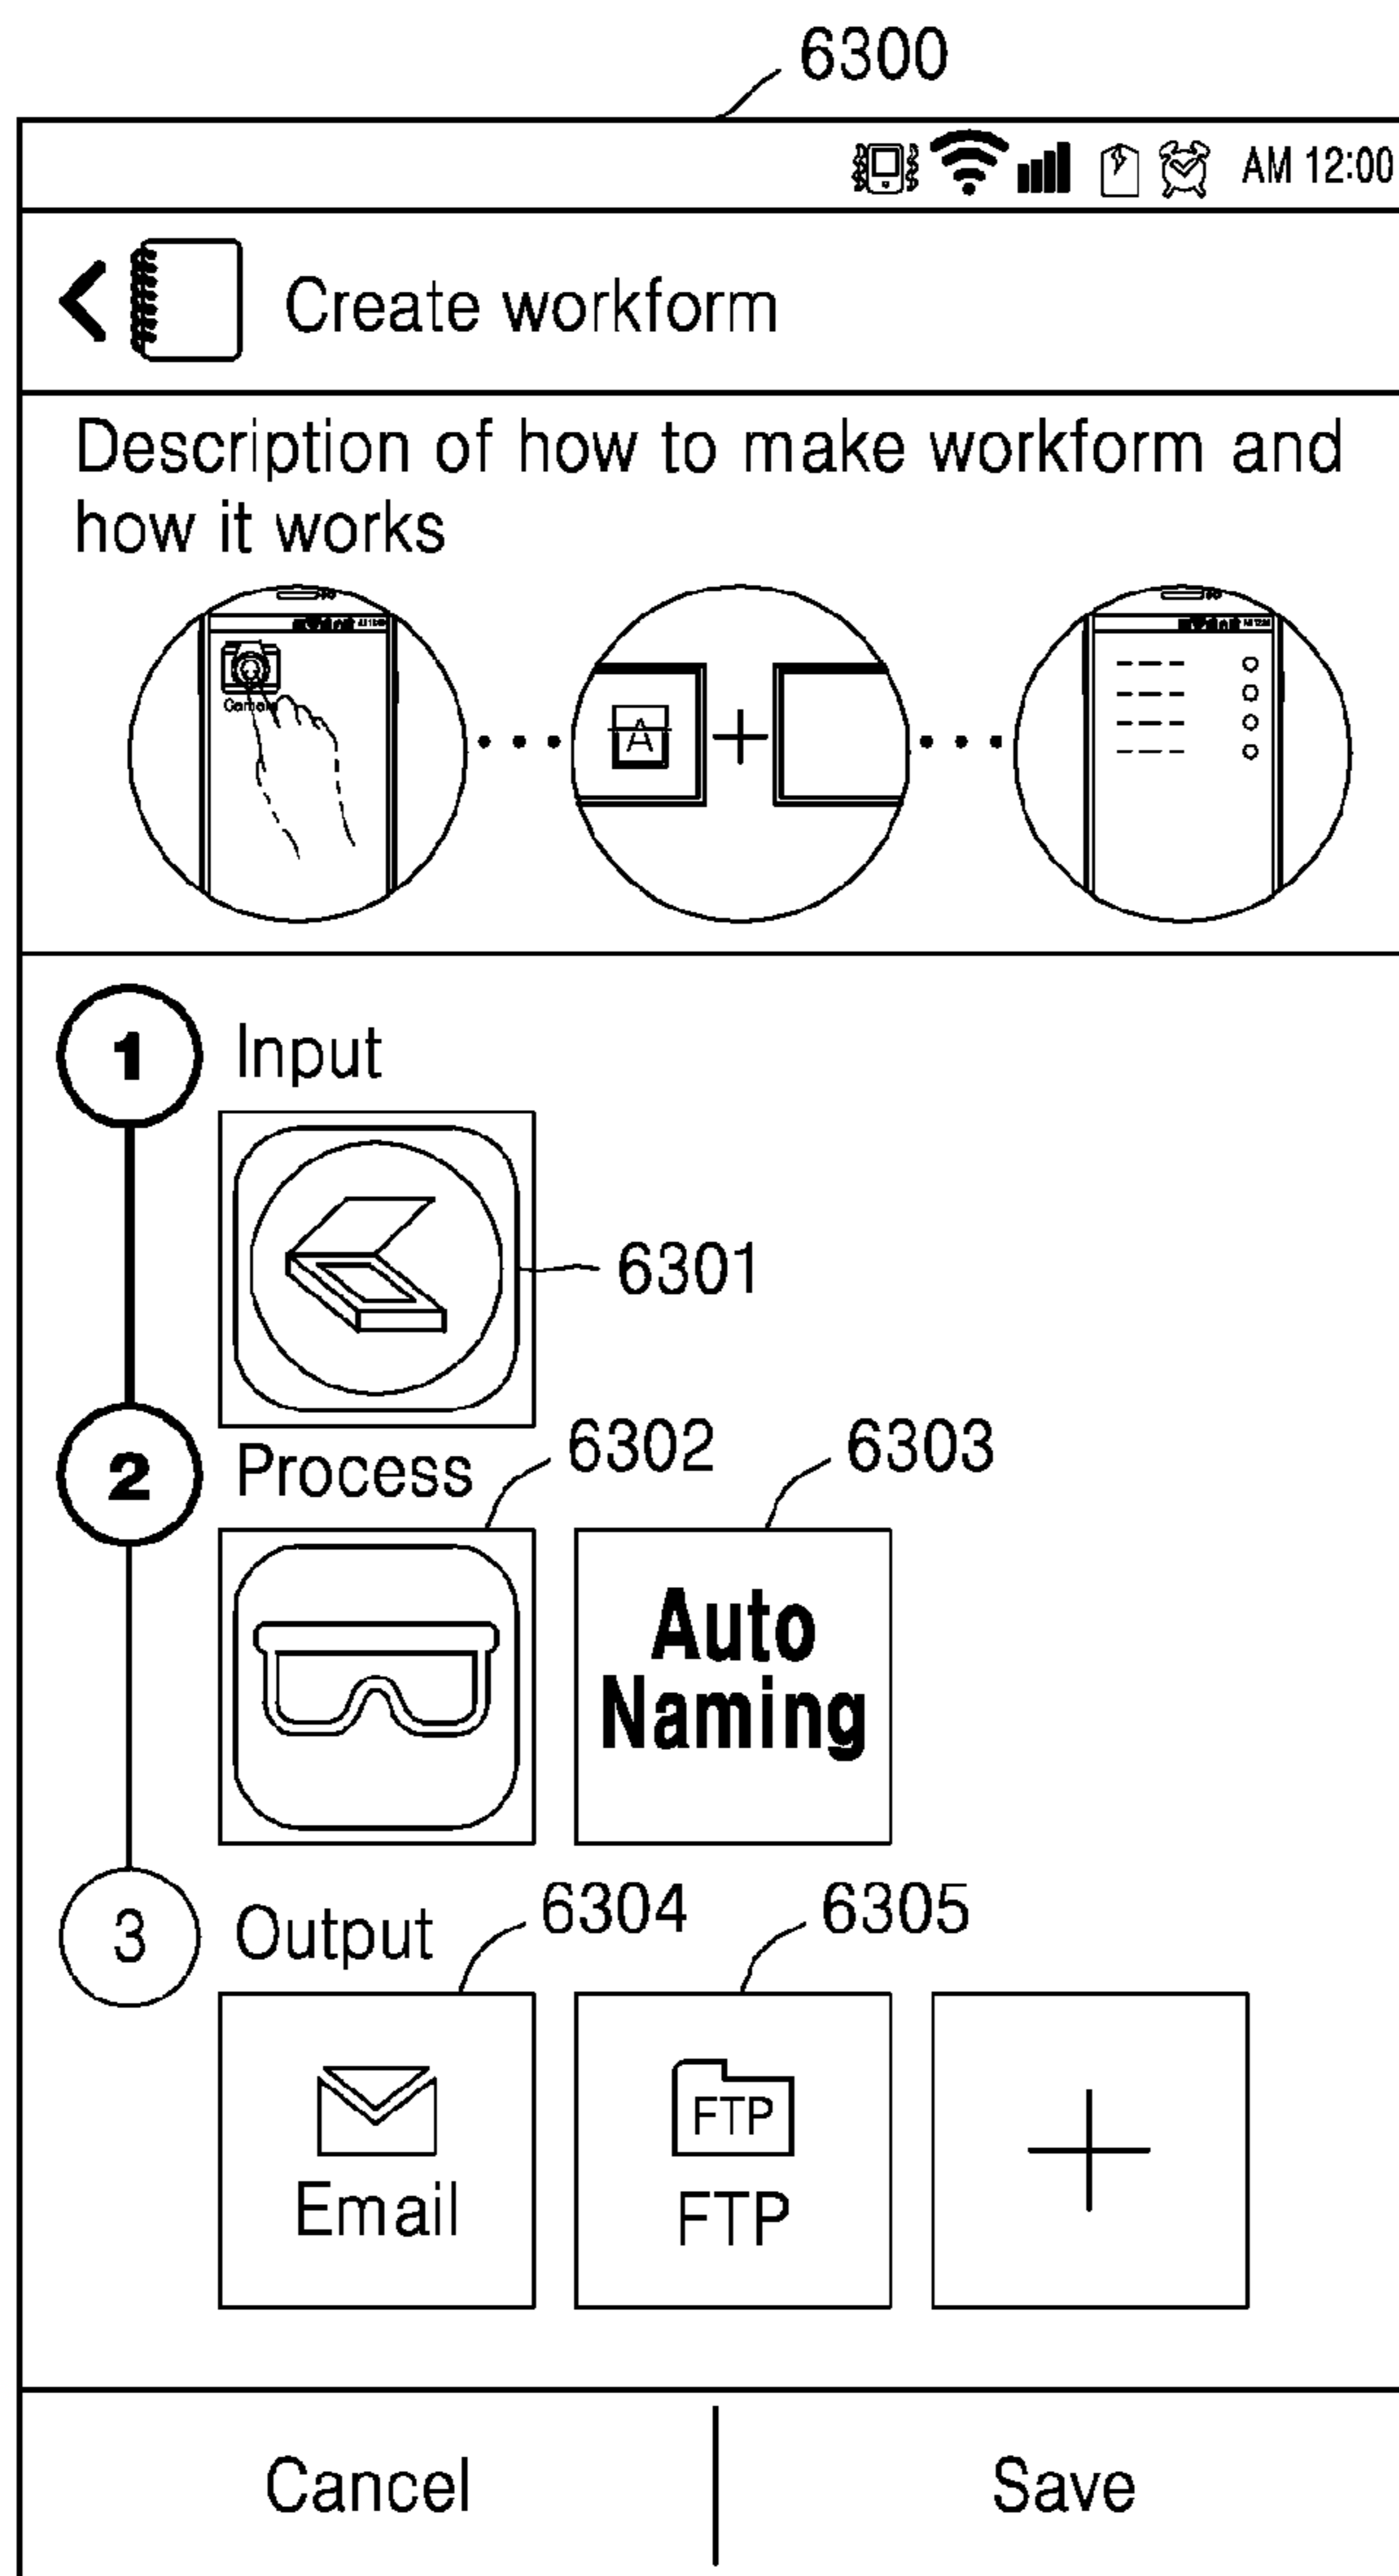 6300
AM 12:00
Create workform
Description of how to make workform and
how it works
Camera
A
1 Input
6301
2 Process
6302
6303
Auto
Naming
3 Output
6304
6305
FTP
Email
FTP
Cancel
Save